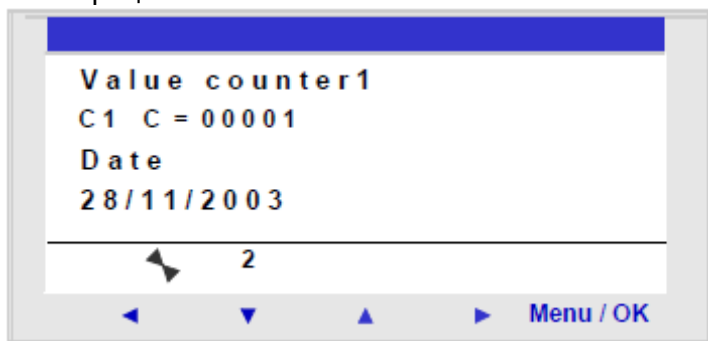 Value counter1
C1 C=00001
Date
28/11/2003
2
Menu / OK